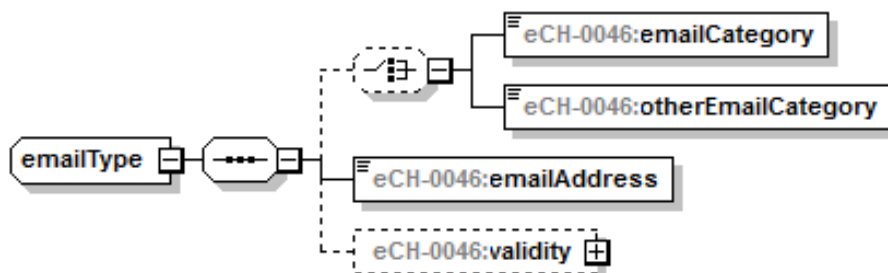 eCH-0046:emailCategory
eCH-0046:otherEmailCategory
emailType
eCH-0046:emailAddress
eCH-0046:validity